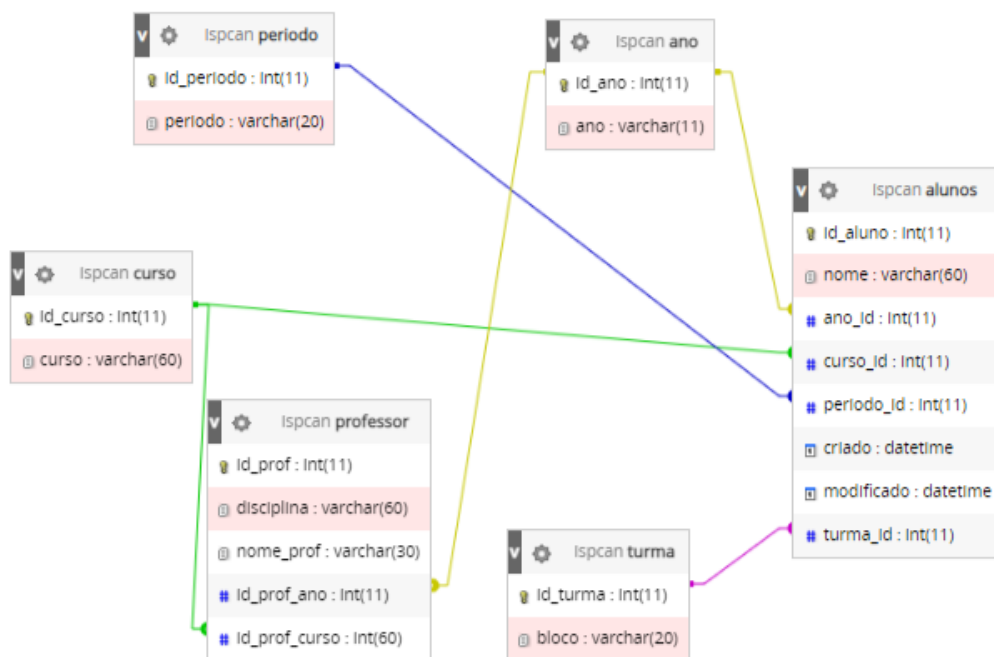 v Ispcan periodo
Id_periodo : Int(11)
periodo : varchar(20)
v Ispcan ano
Id_ano : Int(11)
ano : varchar(11)
v Ispcan alunos
Id_aluno : Int(11)
nome : varchar(60)
# ano_Id : Int(11)
# curso_Id : Int(11)
# periodo_Id : Int(11)
criado : datetime
modificado : datetime
# turma_Id : Int(11)
v Ispcan curso
Id_curso : Int(11)
curso : varchar(60)
v Ispcan professor
Id_prof : Int(11)
disciplina : varchar(60)
nome_prof : varchar(30)
# Id_prof_ano : Int(11)
# Id_prof_curso : Int(60)
v Ispcan turma
Id_turma : Int(11)
bloco : varchar(20)